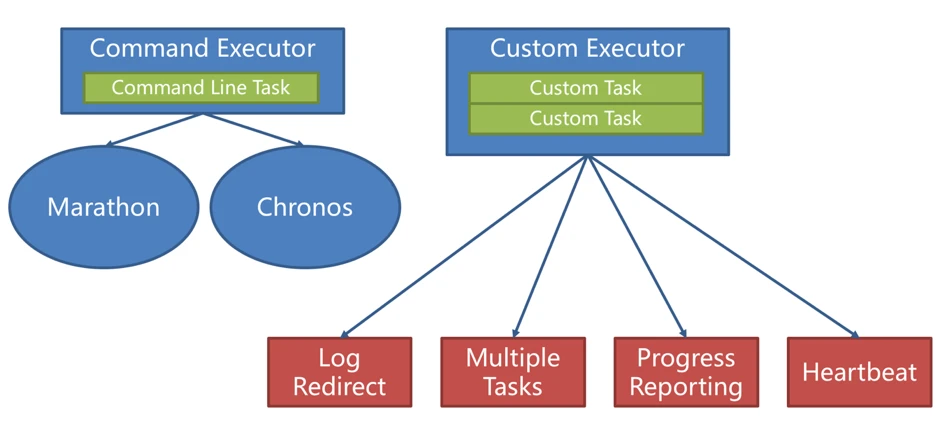 Command Executor
Command Line Task
Marathon
Chronos
Custom Executor
Custom Task
Custom Task
Log
Redirect
Multiple
Tasks
Progress
Reporting
Heartbeat